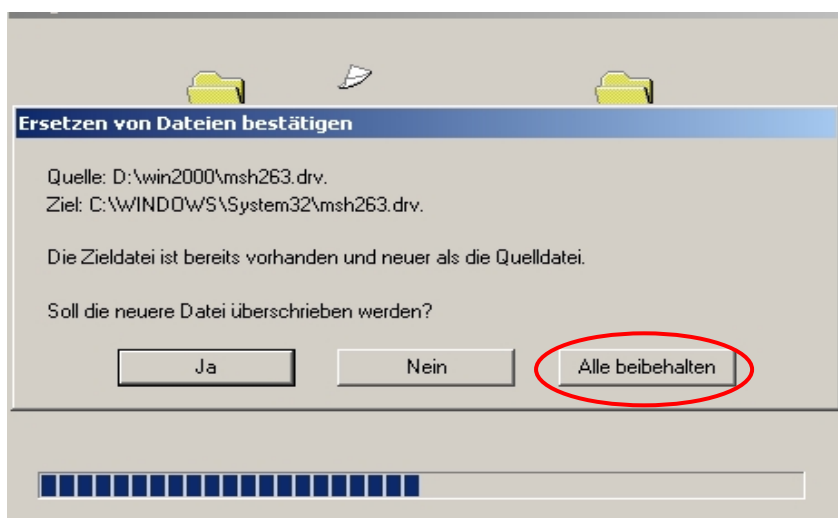 Ersetzen von Dateien bestätigen
Quelle: D:\win2000\msh263.drv.
Ziel: C:\WINDOWS\System32\msh263.drv.
Die Zieldatei ist bereits vorhanden und neuer als die Quelldatei.
Soll die neuere Datei überschrieben werden?
Ja Nein Alle beibehalten